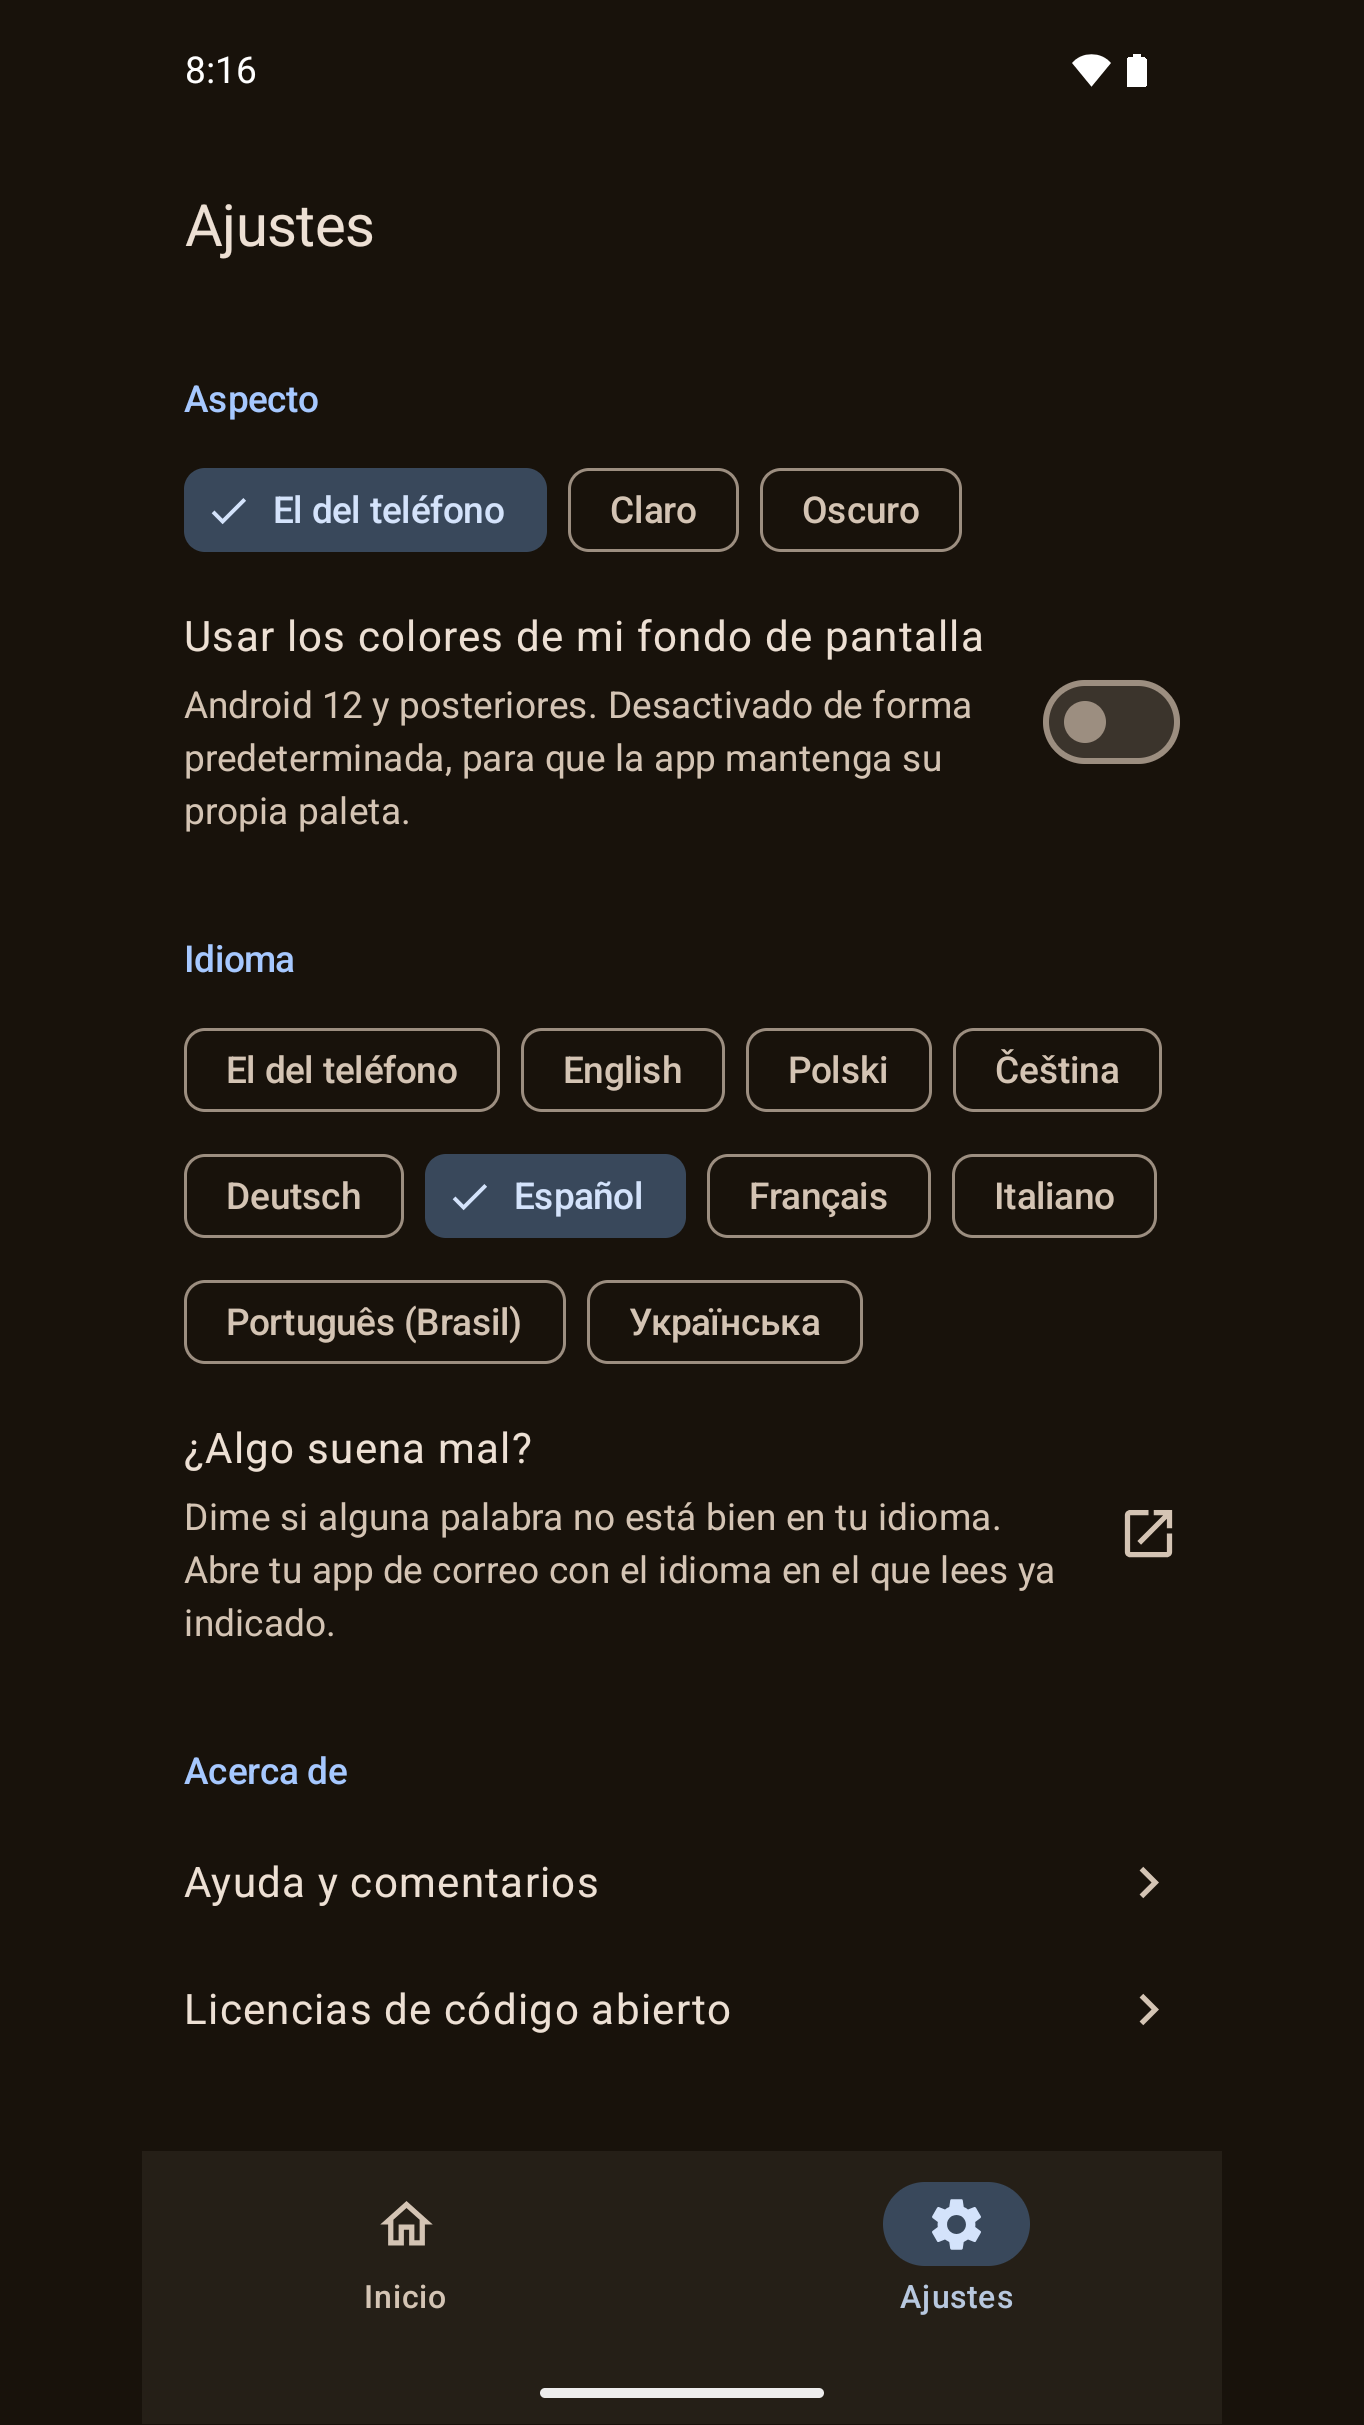 8:16
Ajustes
Aspecto
El del teléfono
Claro
Oscuro
Usar los colores de mi fondo de pantalla
Android 12 y posteriores. Desactivado de forma
predeterminada, para que la app mantenga su
propia paleta.
Idioma
El del teléfono
English
Polski
Čeština
Deutsch
Español
Français
Italiano
Português (Brasil)
Українська
¿Algo suena mal?
Dime si alguna palabra no está bien en tu idioma.
Abre tu app de correo con el idioma en el que lees ya
indicado.
Acerca de
Ayuda y comentarios
Licencias de código abierto
Inicio
Ajustes